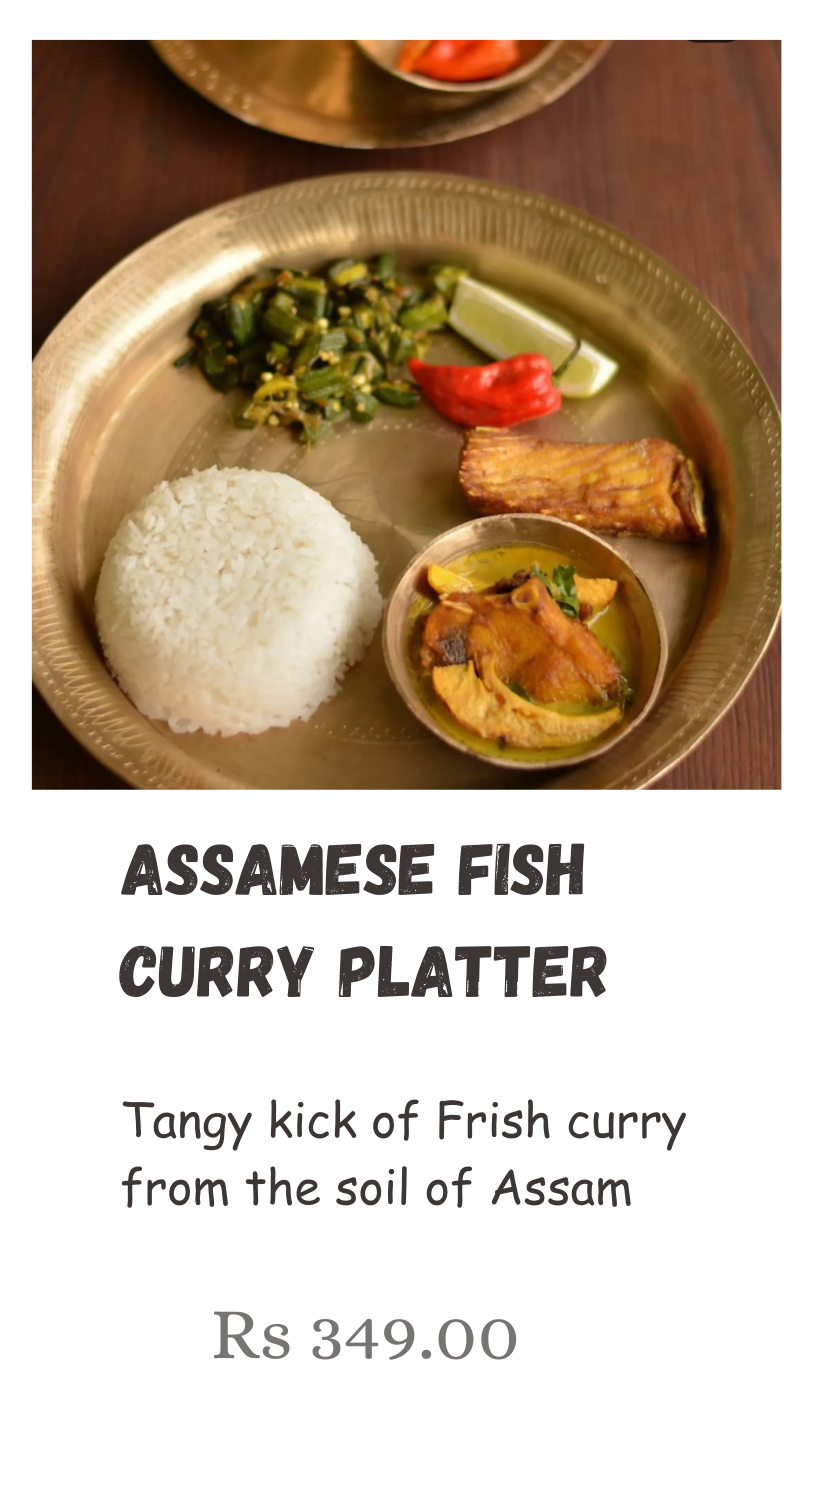 ASSAMESE FISH
CURRY PLATTER
Tangy kick of Frish curry
from the soil of Assam
Rs 349.00